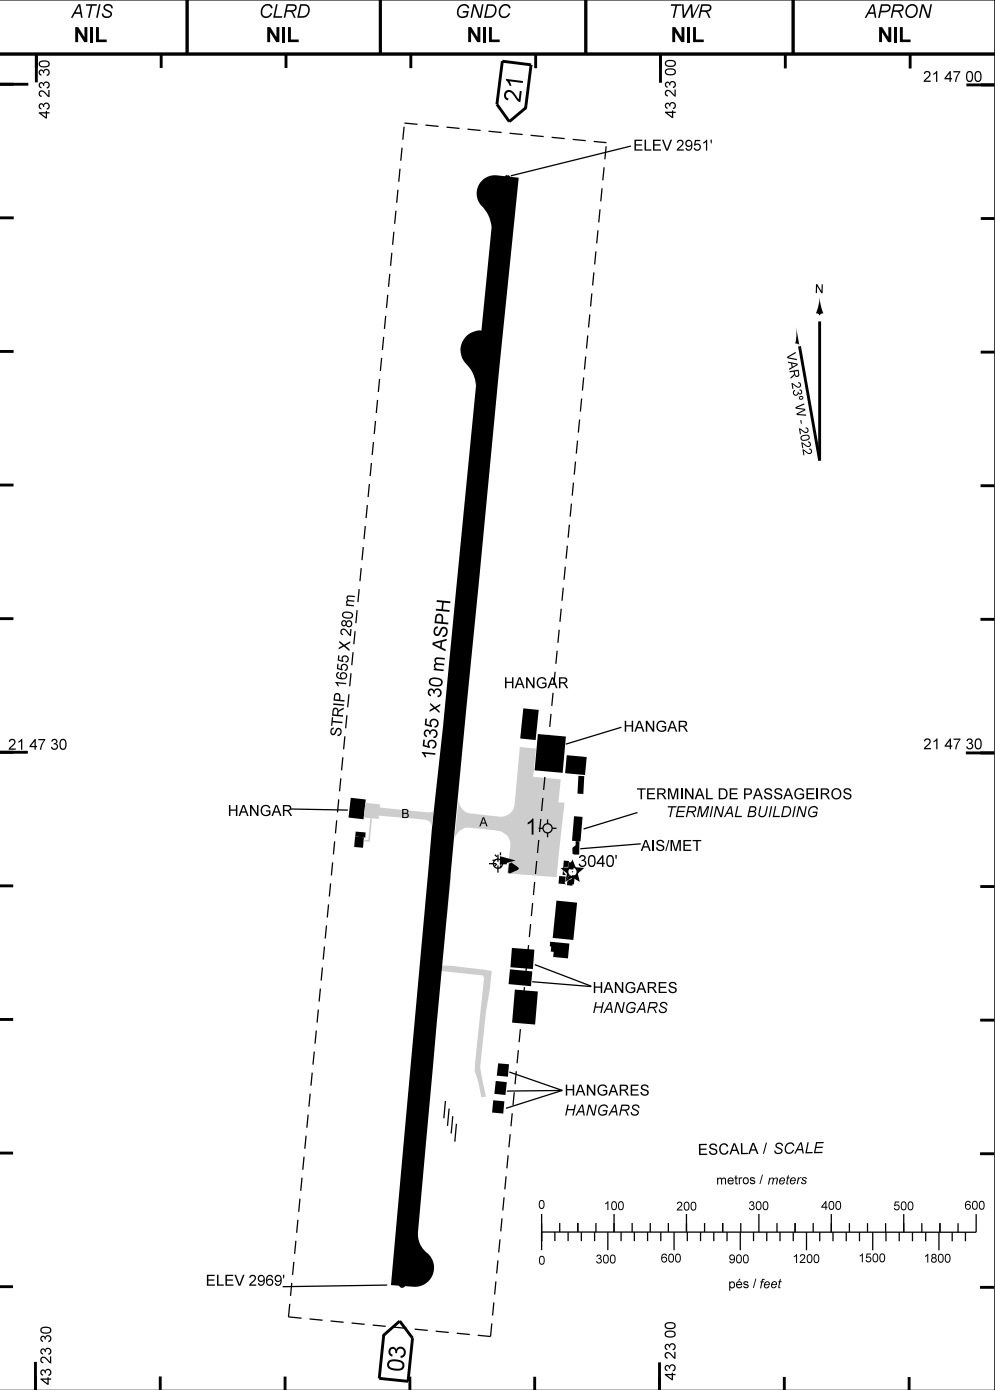 ATIS CLRD GNDC TWR APRON
NIL NIL NIL NIL NIL
43 23 30
21
43 23 00
21 47 00
ELEV 2951'
N
VAR 23º W - 2022
STRIP 1655 X 280 m
1535 x 30 m ASPH
HANGAR
HANGAR
21 47 30
21 47 30
TERMINAL DE PASSAGEIROS
TERMINAL BUILDING
HANGAR
B
A
1
AIS/MET
3040'
HANGARES
HANGARS
HANGARES
HANGARS
ESCALA / SCALE
metros / meters
0 100 200 300 400 500 600
0 300 600 900 1200 1500 1800
pés / feet
ELEV 2969'
43 23 30
03
43 23 00